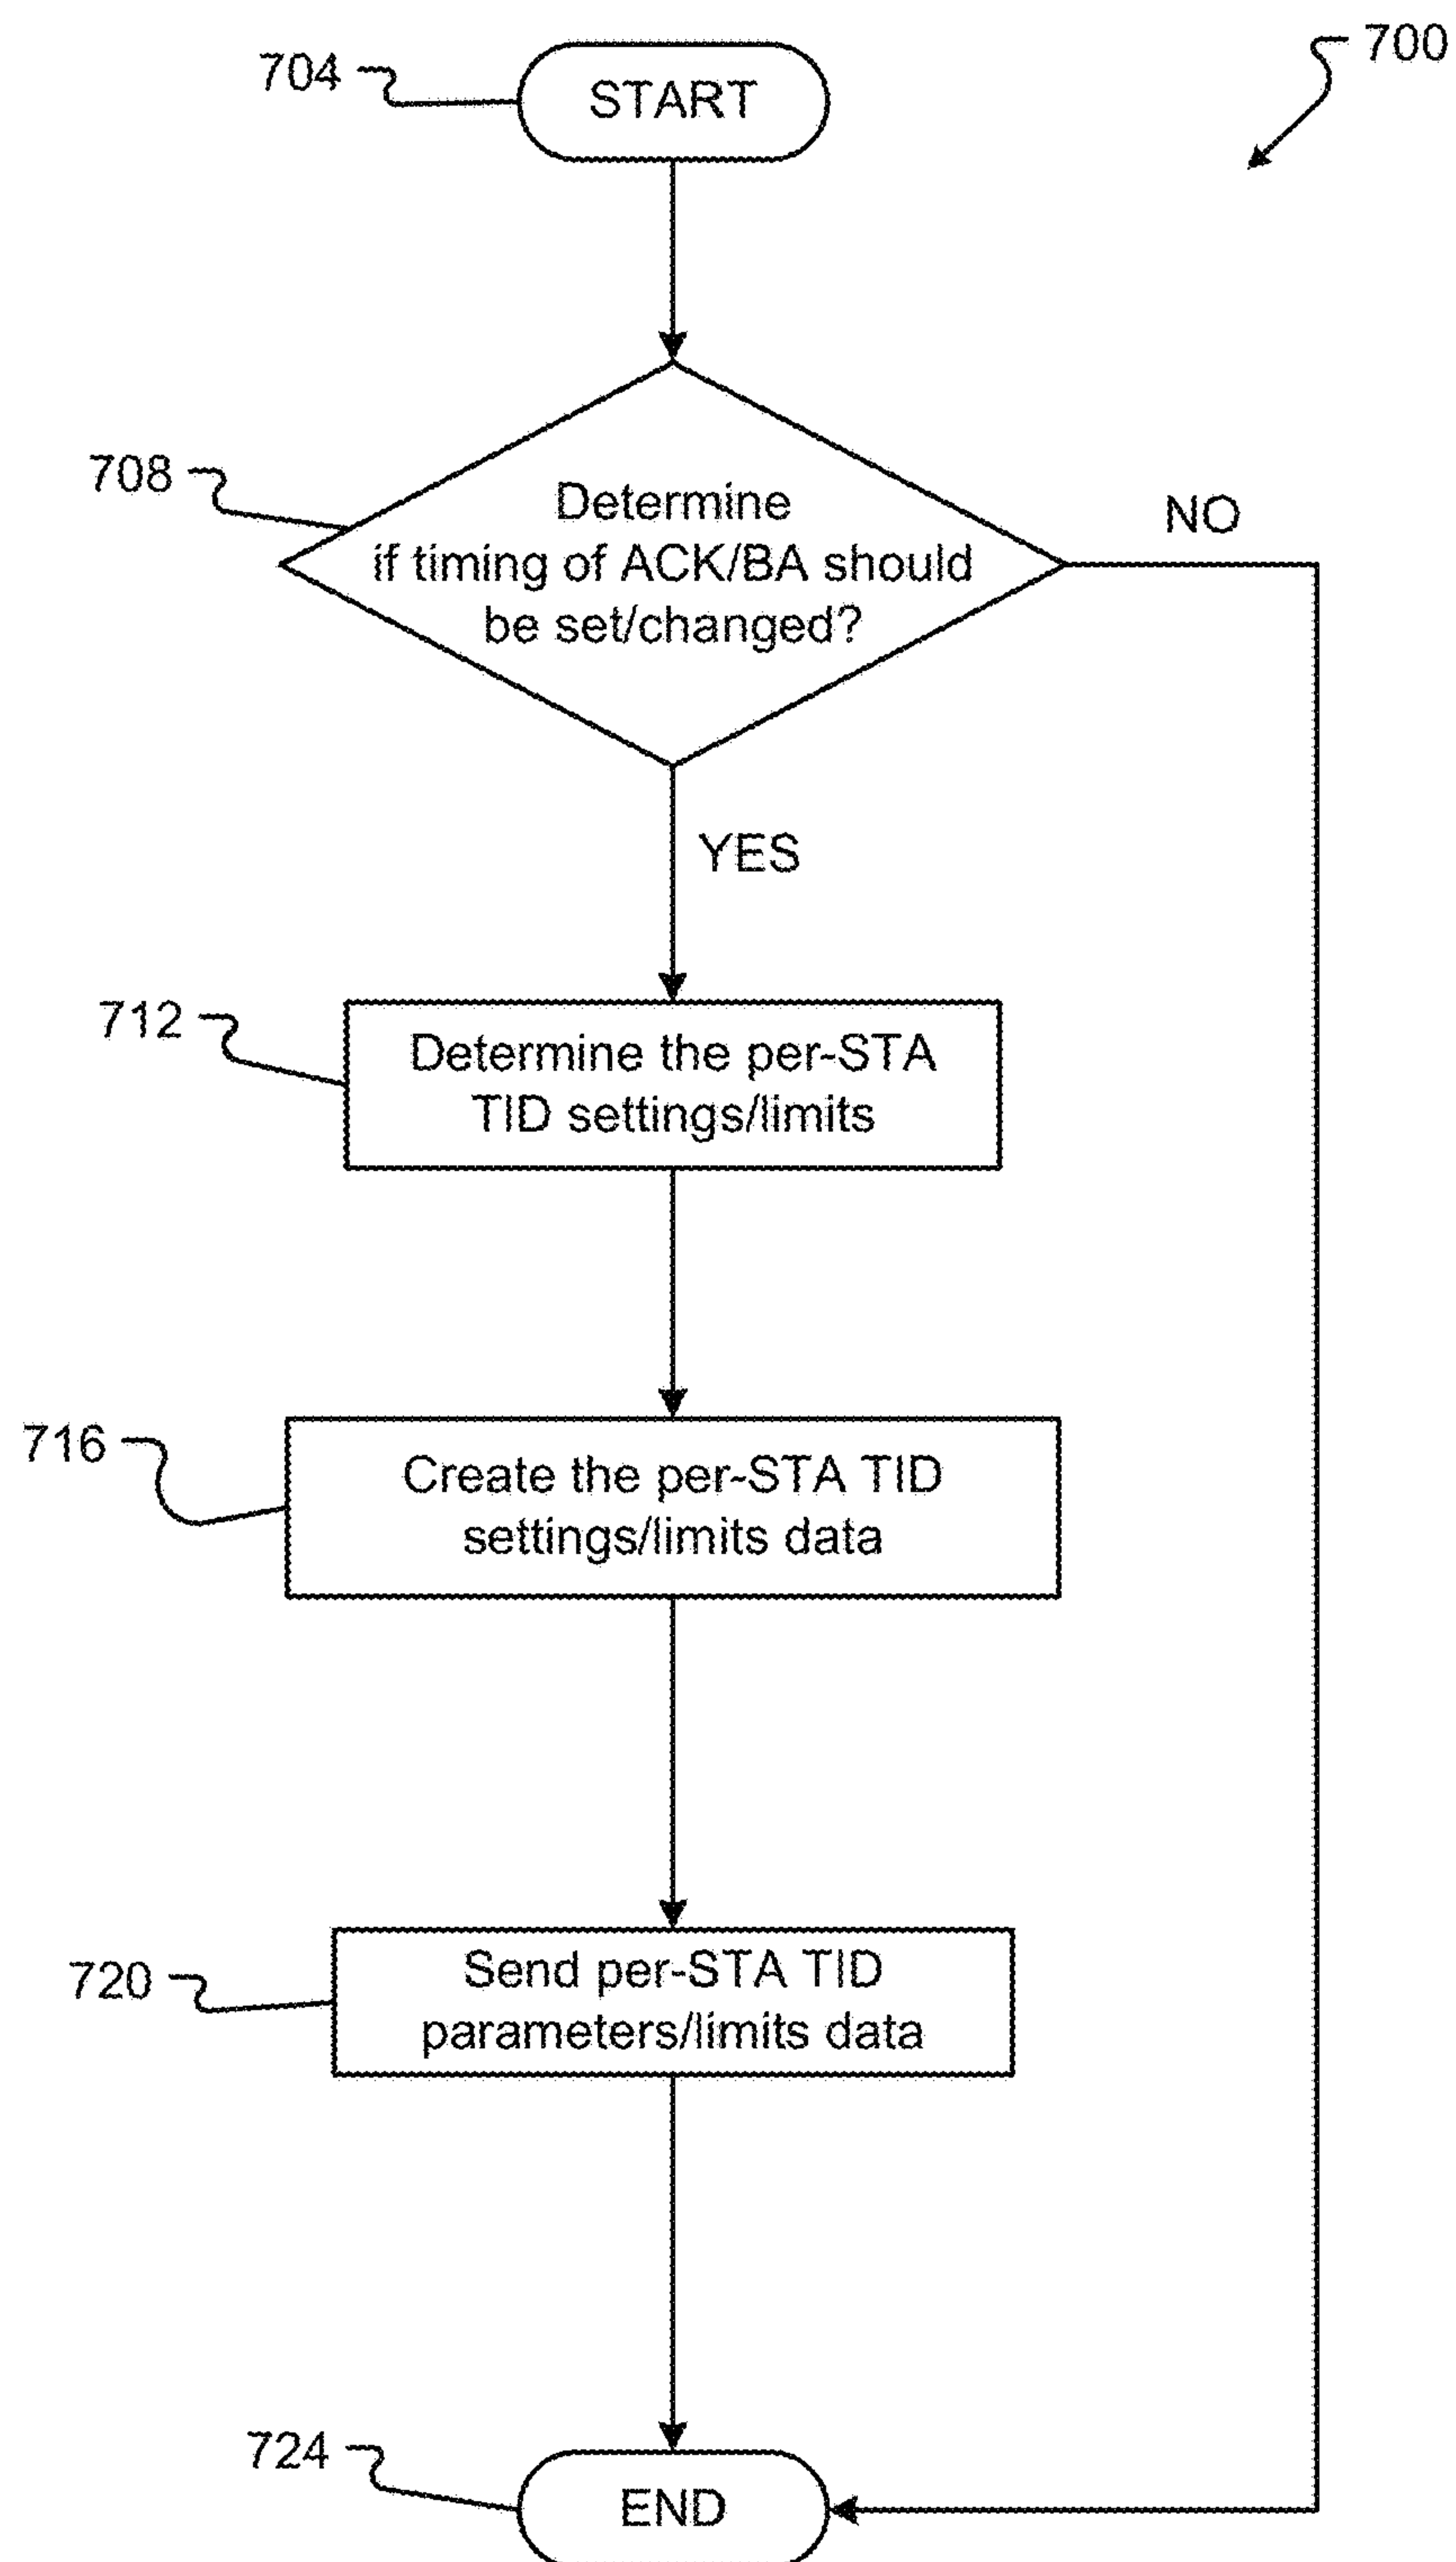 700
704
START
708
Determine
if timing of ACK/BA should
be set/changed?
NO
YES
712
Determine the per-STA
TID settings/limits
716
Create the per-STA TID
settings/limits data
720
Send per-STA TID
parameters/limits data
724
END